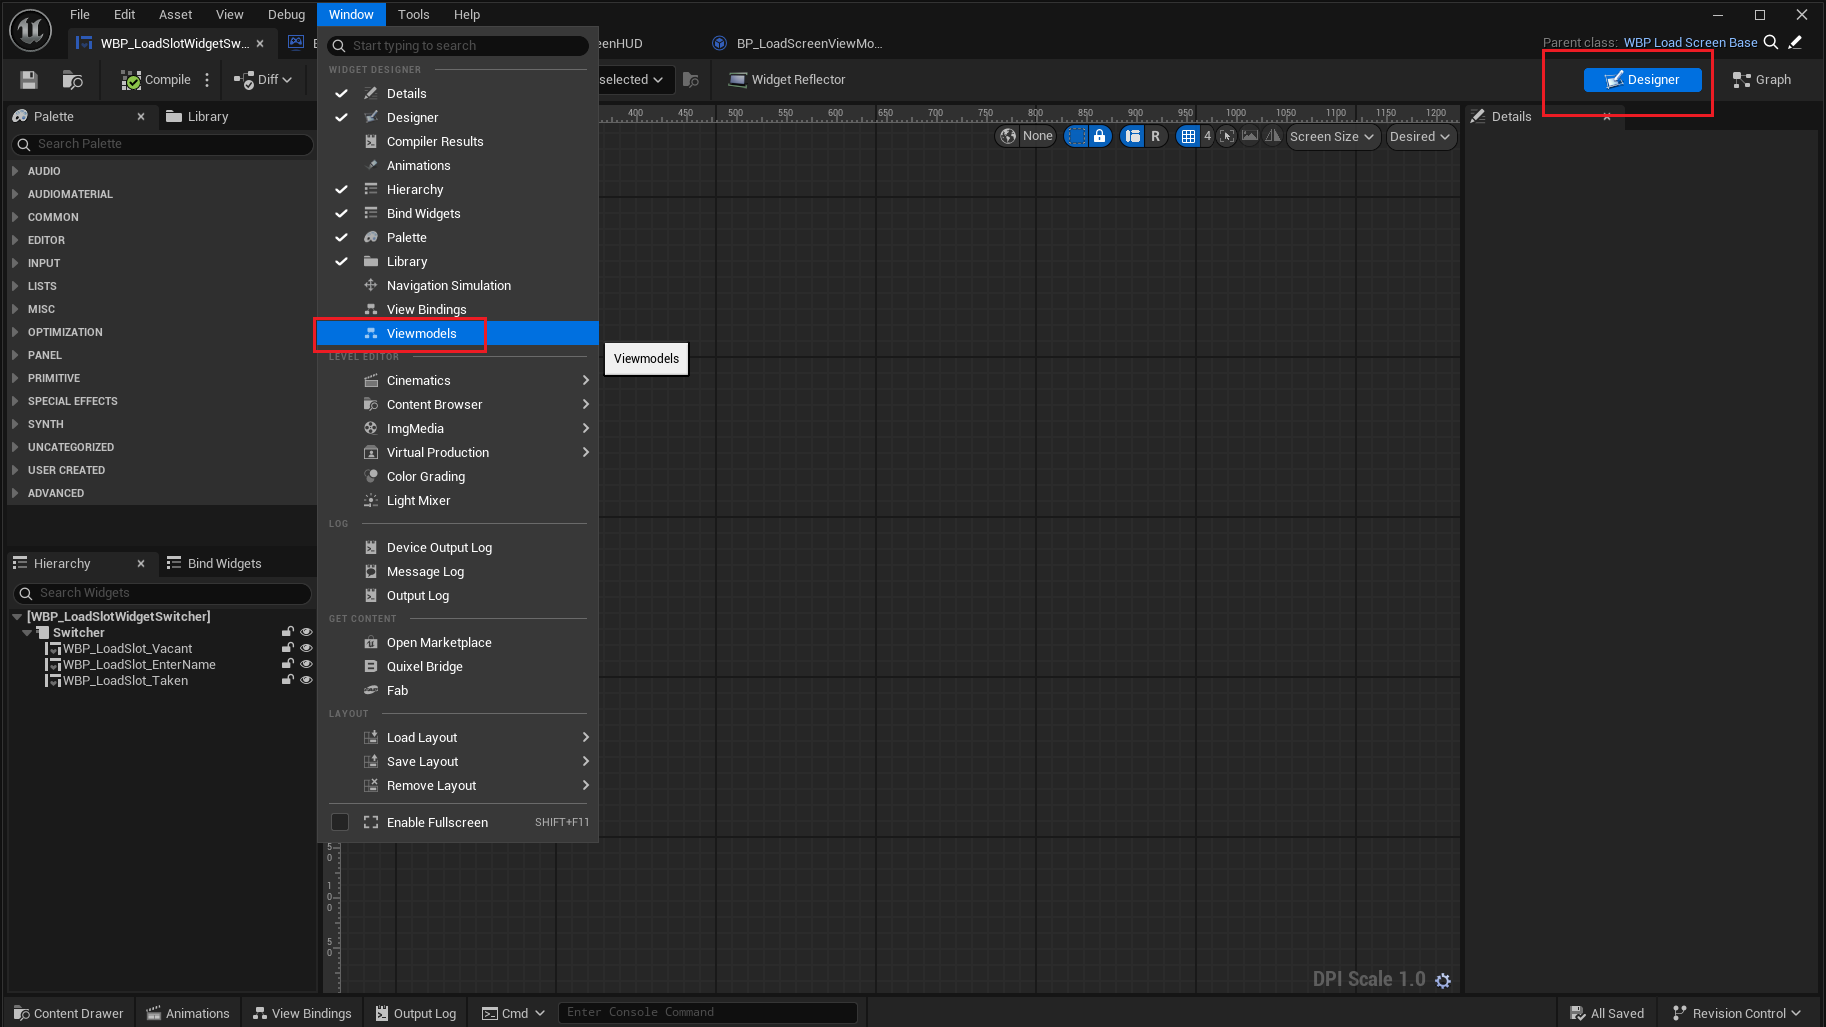 File Edit Asset View Debug Window Tools Help
WBP_LoadSlotWidgetSw...
eenHUD
BP_LoadScreenViewMo...
Parent class: WBP Load Screen Base
Compile
Diff
selected
Widget Reflector
Designer
Graph
Palette
Library
Search Palette
AUDIO
AUDIOMATERIAL
COMMON
EDITOR
INPUT
LISTS
MISC
OPTIMIZATION
PANEL
PRIMITIVE
SPECIAL EFFECTS
SYNTH
UNCATEGORIZED
USER CREATED
ADVANCED
Hierarchy
Bind Widgets
Search Widgets
[WBP_LoadSlotWidgetSwitcher]
Switcher
WBP_LoadSlot_Vacant
WBP_LoadSlot_EnterName
WBP_LoadSlot_Taken
Start typing to search
WIDGET DESIGNER
Details
Designer
Compiler Results
Animations
Hierarchy
Bind Widgets
Palette
Library
Navigation Simulation
View Bindings
Viewmodels
LEVEL EDITOR
Cinematics
Content Browser
ImgMedia
Virtual Production
Color Grading
Light Mixer
LOG
Device Output Log
Message Log
Output Log
GET CONTENT
Open Marketplace
Quixel Bridge
Fab
LAYOUT
Load Layout
Save Layout
Remove Layout
Enable Fullscreen SHIFT+F11
Viewmodels
400 450 500 550 600 650 700 750 800 850 900 950 1000 1050 1100 1150 1200
None
R
4
Screen Size
Desired
50
100
50
DPI Scale 1.0
Details
Content Drawer
Animations
View Bindings
Output Log
Cmd
Enter Console Command
All Saved
Revision Control